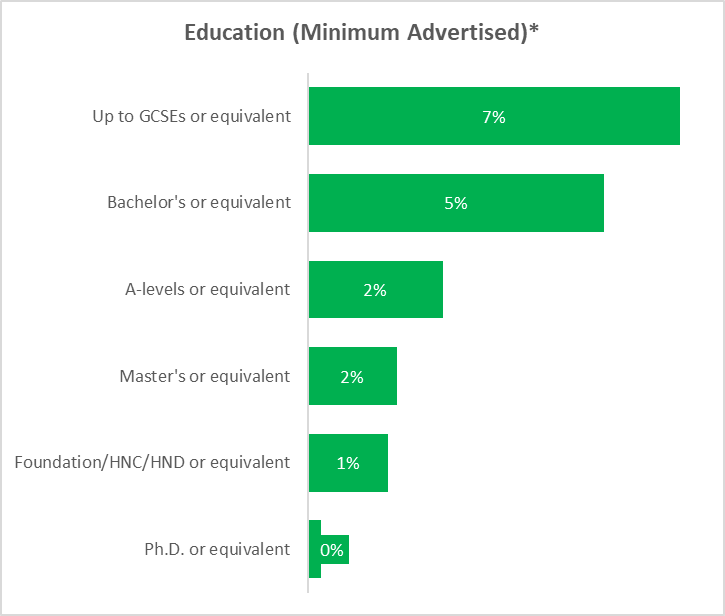 Education (Minimum Advertised)*
Up to GCSEs or equivalent 7%
Bachelor's or equivalent 5%
A-levels or equivalent 2%
Master's or equivalent 2%
Foundation/HNC/HND or equivalent 1%
Ph.D. or equivalent 0%